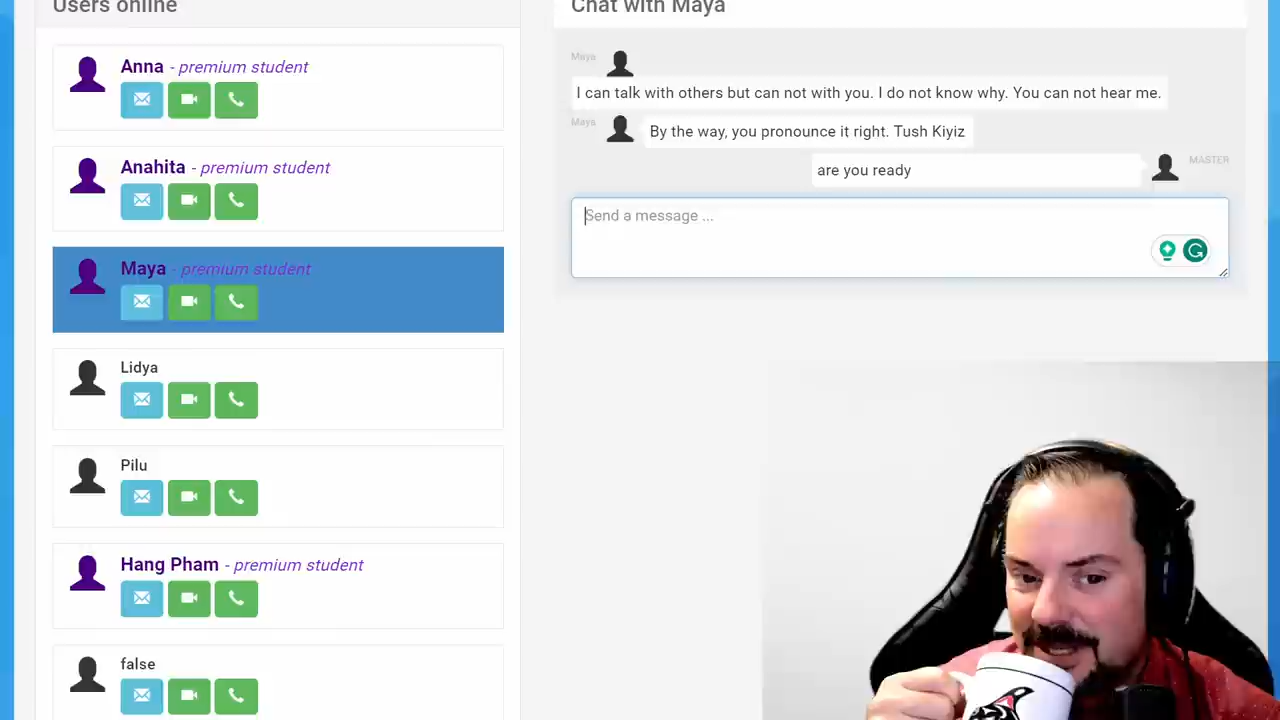 Users online
Anna - premium student
Anahita - premium student
Maya - premium student
Lidya
Pilu
Hang Pham - premium student
false
Chat with Maya
Maya
I can talk with others but can not with you. I do not know why. You can not hear me.
Maya
By the way, you pronounce it right. Tush Kiyiz
are you ready
MASTER
Send a message ...